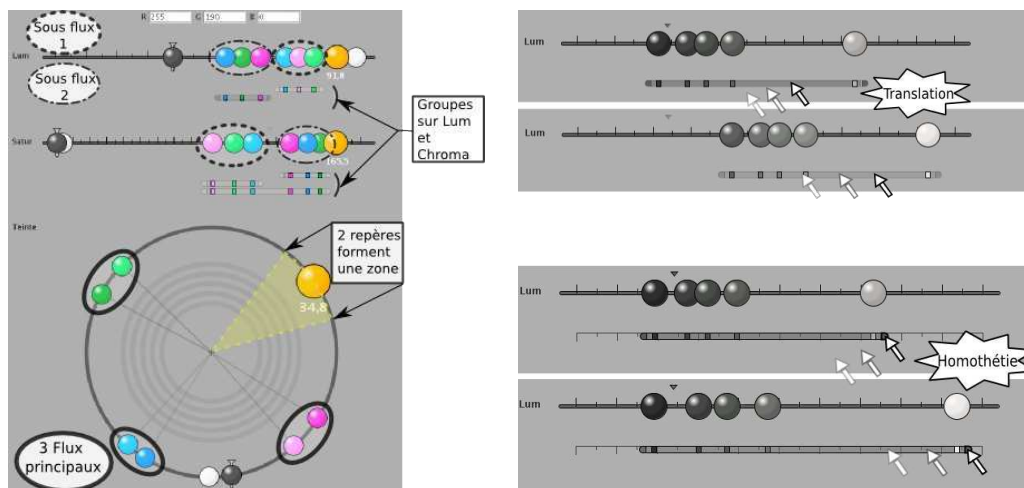 R 255 G 190 B 0
Sous flux
1
Lum
91,8
Sous flux
2
Groupes
sur Lum
et
Chroma
Satur
165,5
Teinte
2 repères
forment
une zone
34,8
3 Flux
principaux
Lum
Translation
Lum
Lum
Homothétie
Lum